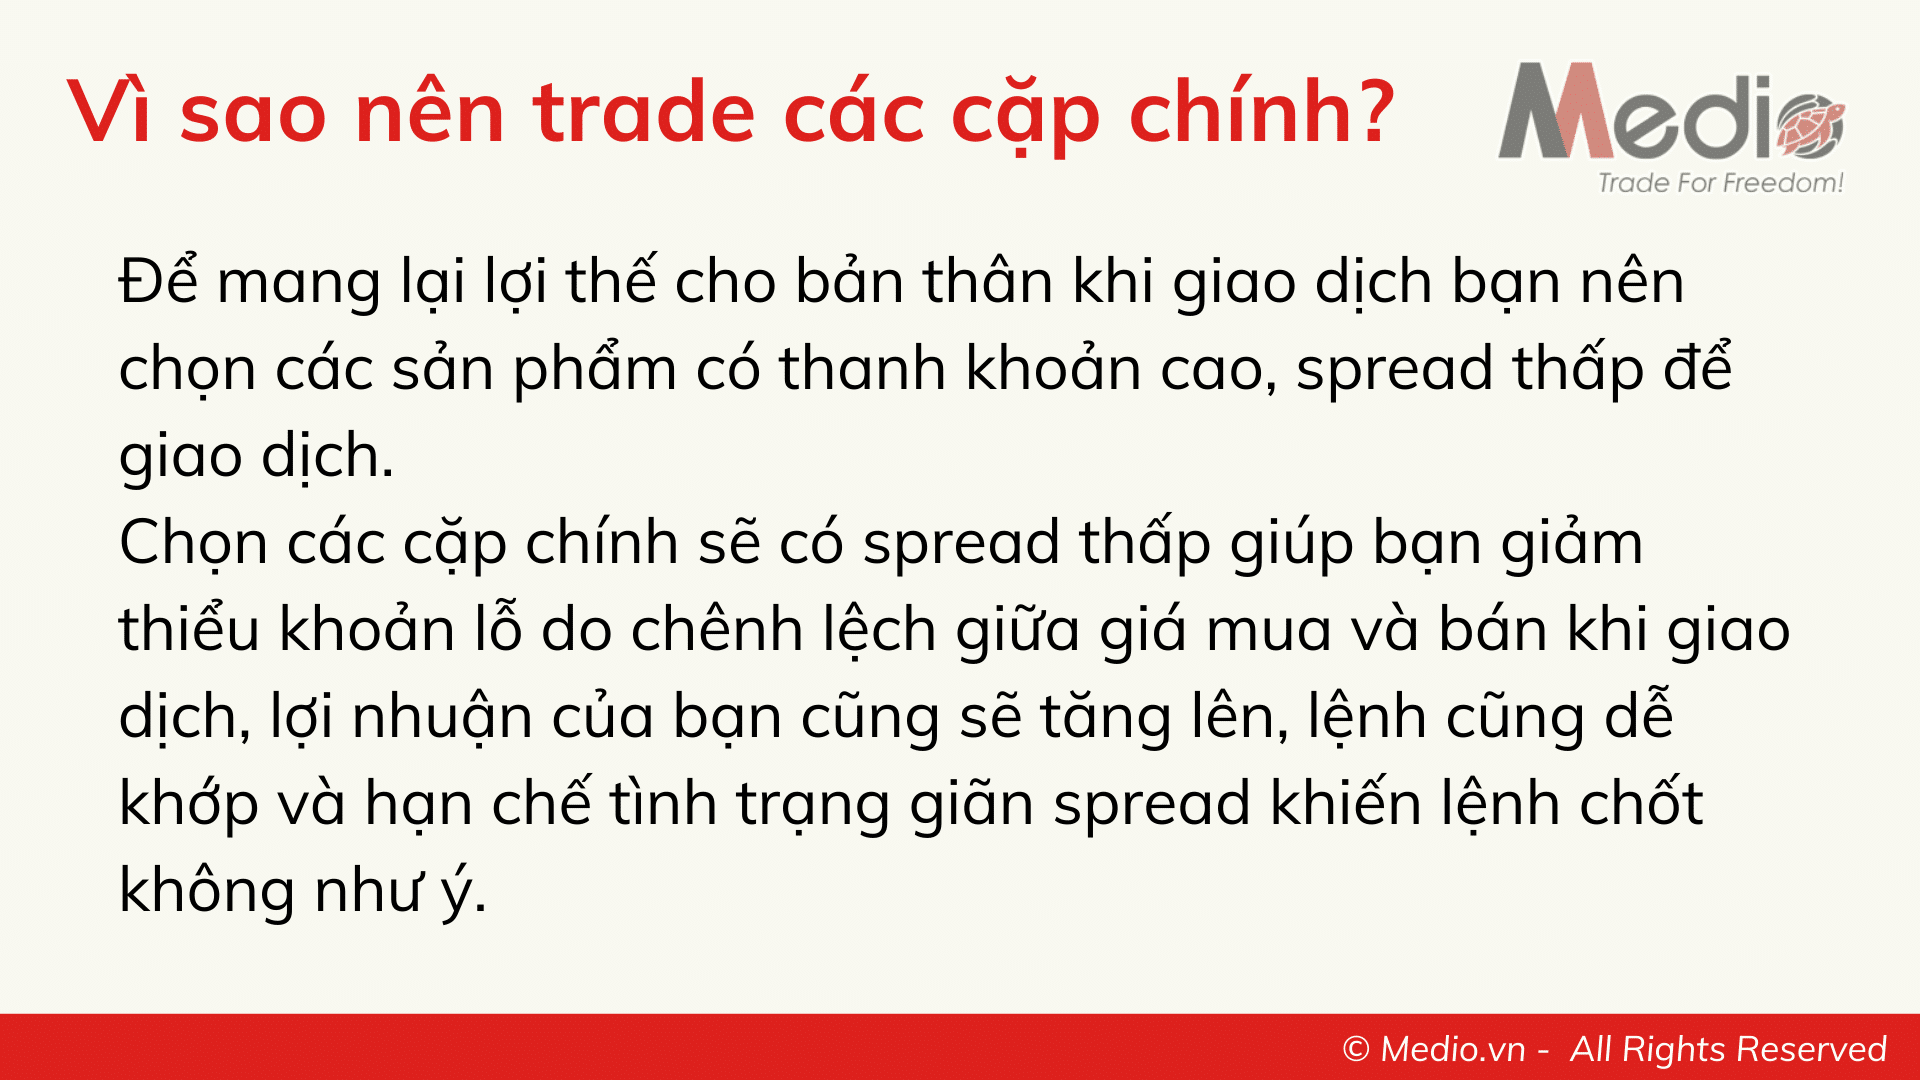 Vì sao nên trade các cặp chính?
Medio
Trade For Freedom!
Để mang lại lợi thế cho bản thân khi giao dịch bạn nên
chọn các sản phẩm có thanh khoản cao, spread thấp để
giao dịch.
Chọn các cặp chính sẽ có spread thấp giúp bạn giảm
thiểu khoản lỗ do chênh lệch giữa giá mua và bán khi giao
dịch, lợi nhuận của bạn cũng sẽ tăng lên, lệnh cũng dễ
khớp và hạn chế tình trạng giãn spread khiến lệnh chốt
không như ý.
© Medio.vn - All Rights Reserved